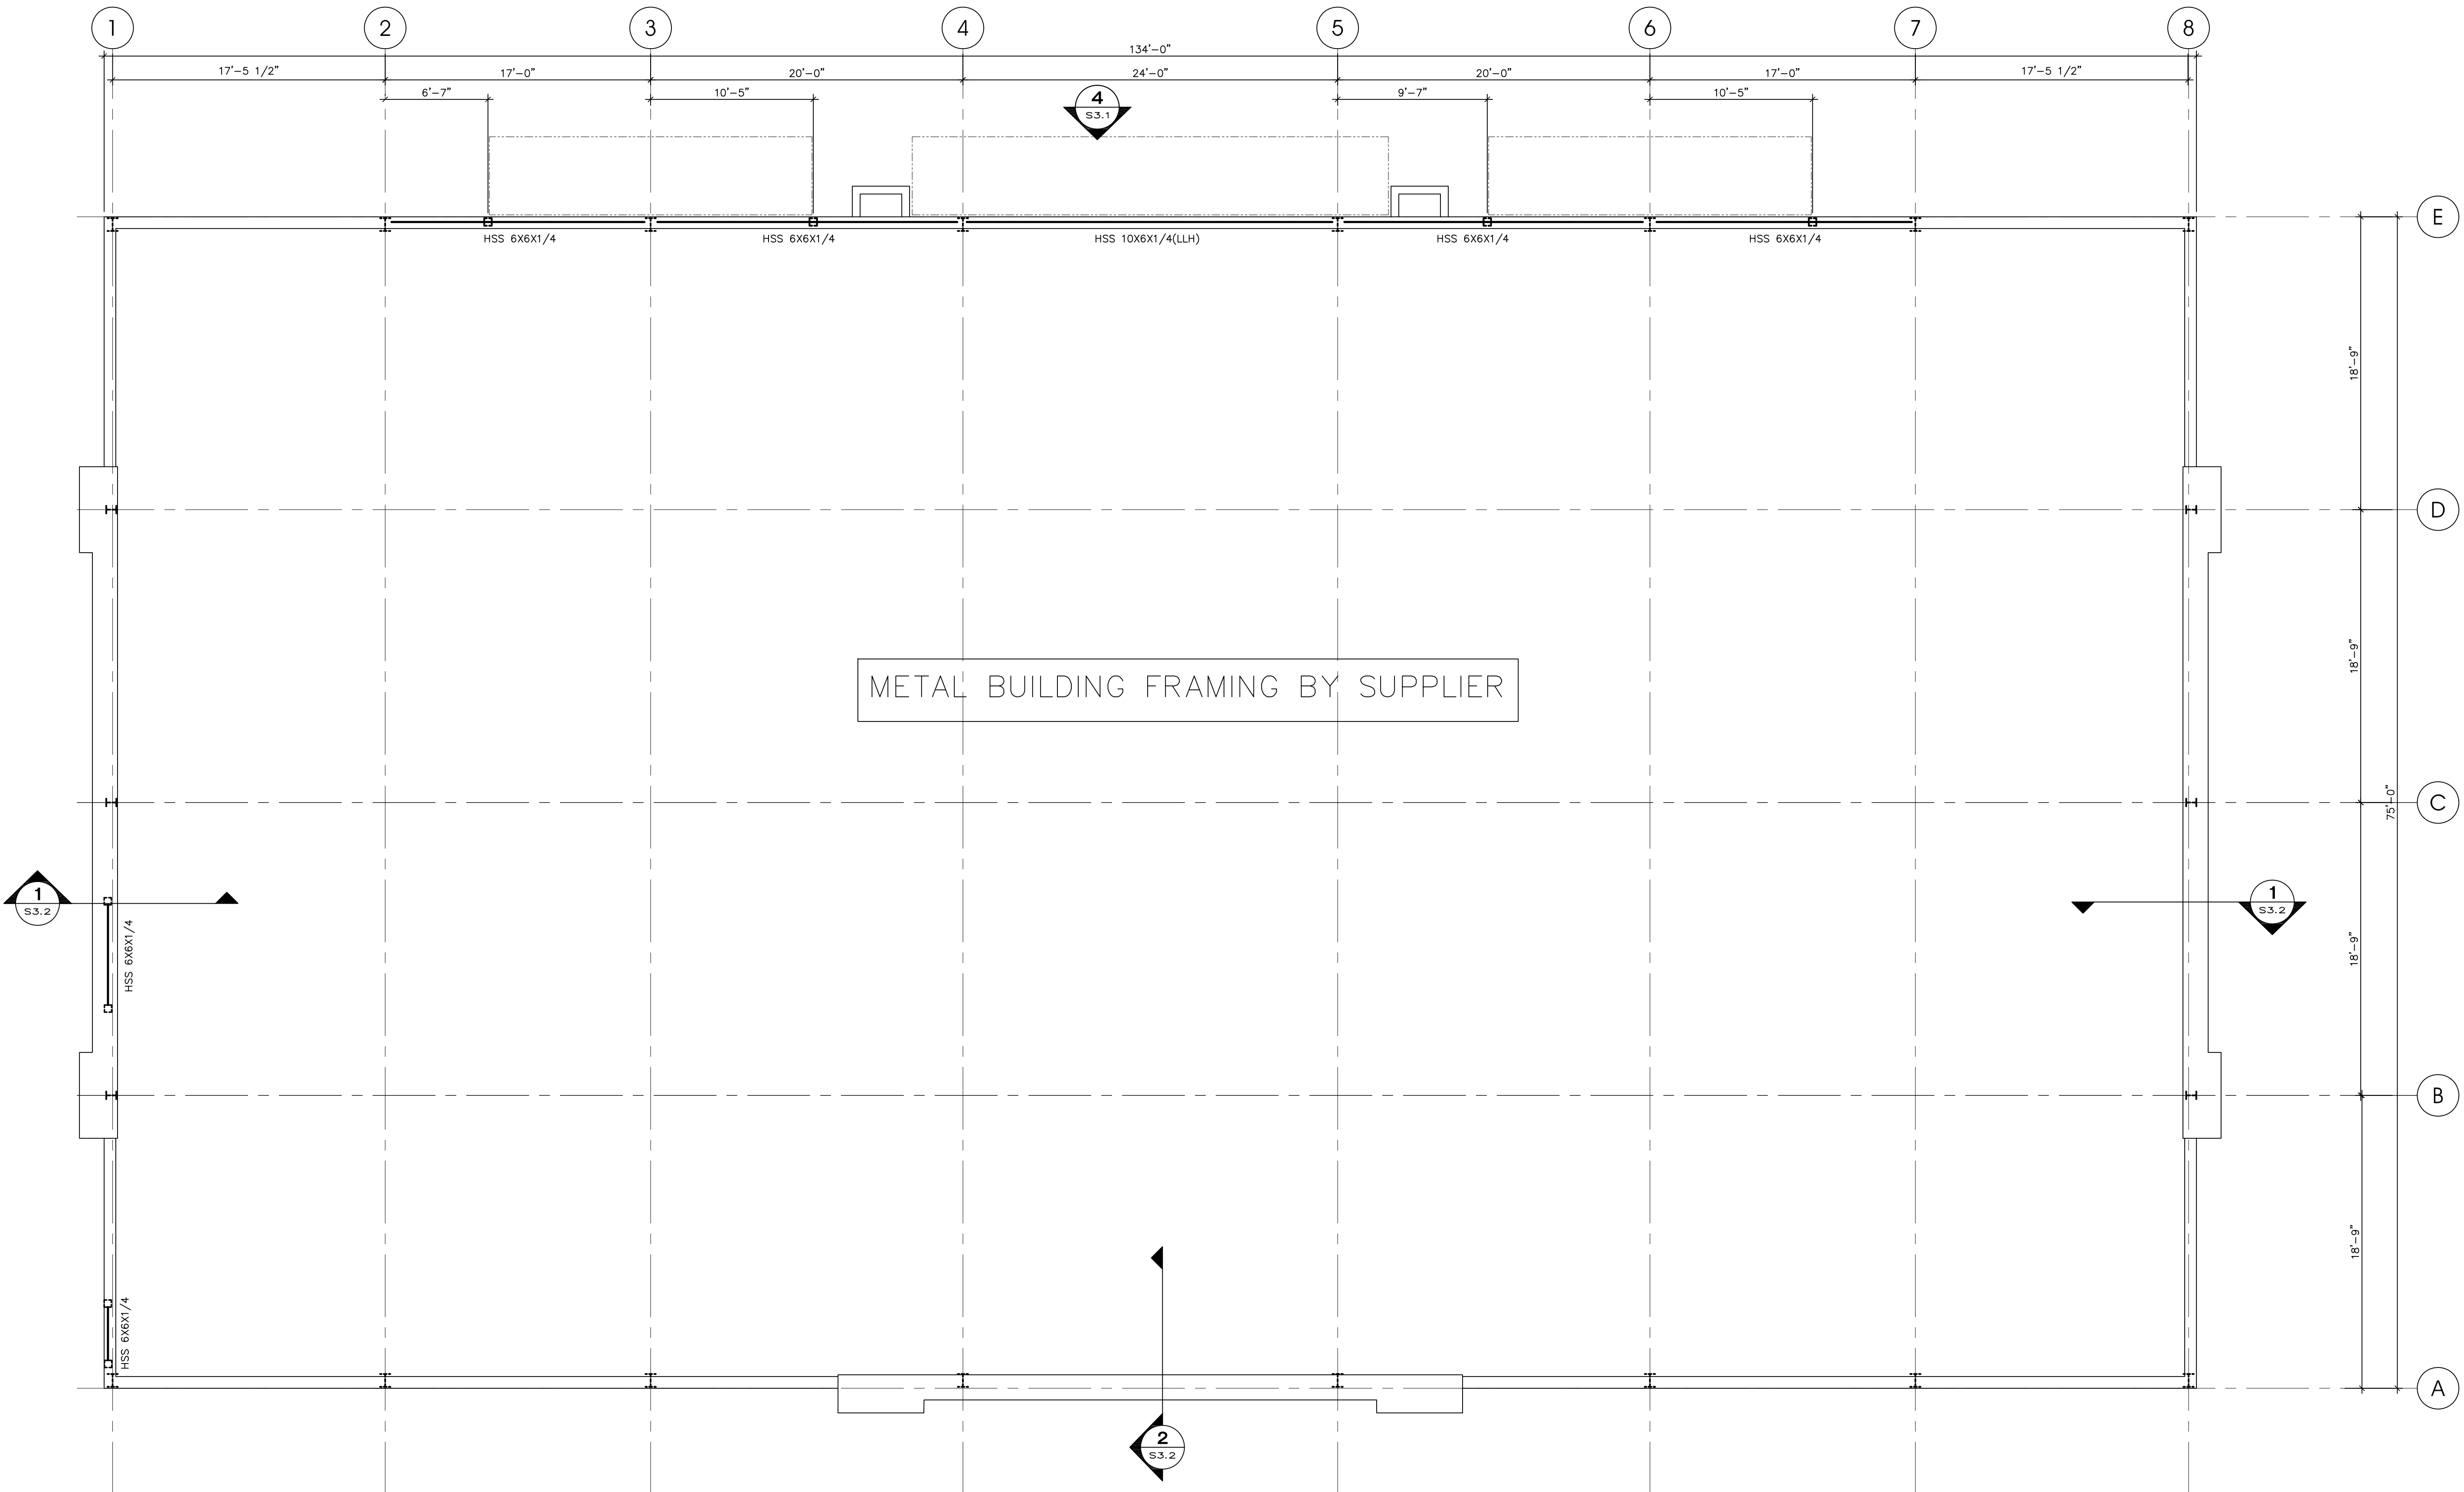 1 2 3 4 5 6 7 8
134'-0"
17'-5 1/2" 17'-0" 20'-0" 24'-0" 20'-0" 17'-0" 17'-5 1/2"
6'-7" 10'-5" 9'-7" 10'-5"
4
S3.1
E
HSS 6X6X1/4 HSS 6X6X1/4 HSS 10X6X1/4(LLH) HSS 6X6X1/4 HSS 6X6X1/4
18'-9"
D
18'-9"
METAL BUILDING FRAMING BY SUPPLIER
C
75'-0"
1
S3.2
1
S3.2
HSS 6X6X1/4
18'-9"
B
18'-9"
HSS 6X6X1/4
A
2
S3.2